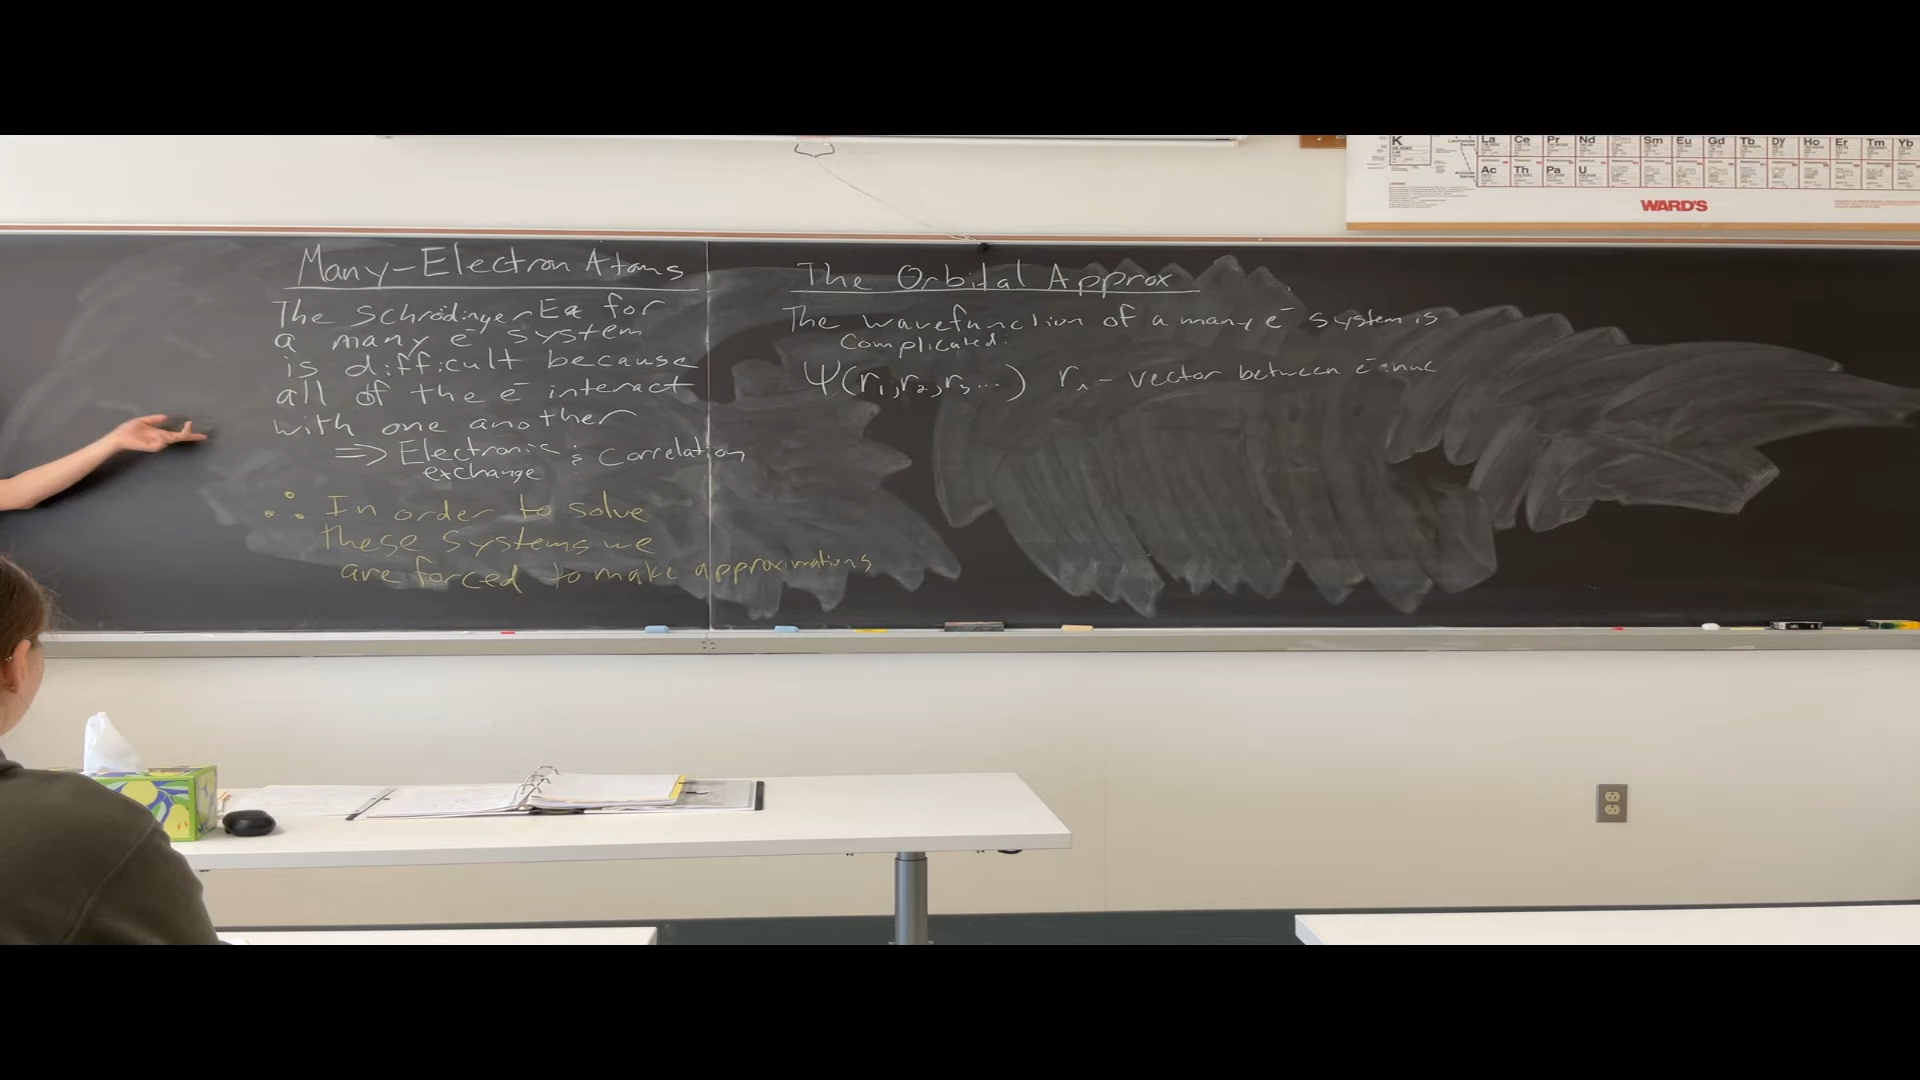 Many-Electron Atoms
The Schrödinger Eq for
a many e⁻ system
is difficult because
all of the e⁻ interact
with one another
⇒ Electronic & Correlation
exchange
∴ In order to solve
these systems we
are forced to make approximations
The Orbital Approx
The wavefunction of a many e⁻ system is
complicated:
Ψ(r₁,r₂,r₃...) rᵢ - vector between e⁻ nuc
K
La Ce Pr Nd Sm Eu Gd Tb Dy Ho Er Tm Yb
Ac Th Pa U
WARD'S